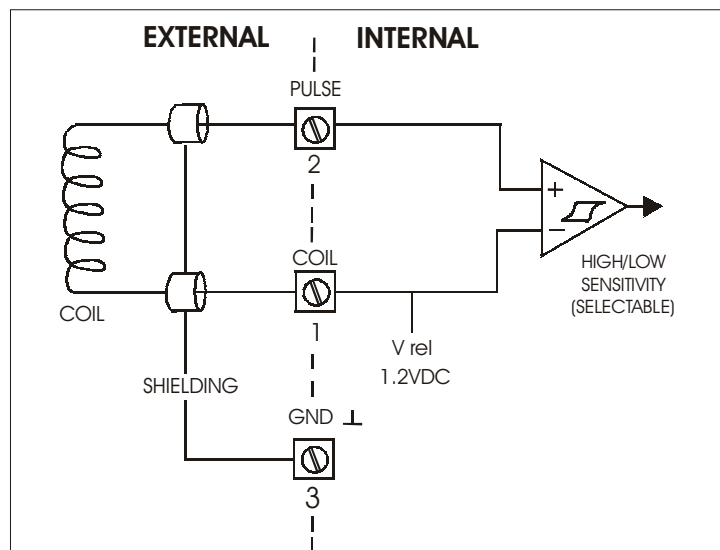 EXTERNAL INTERNAL
PULSE
2
COIL
1
COIL
+
−
HIGH/LOW
SENSITIVITY
(SELECTABLE)
V rel
1.2VDC
SHIELDING
GND ⊥
3